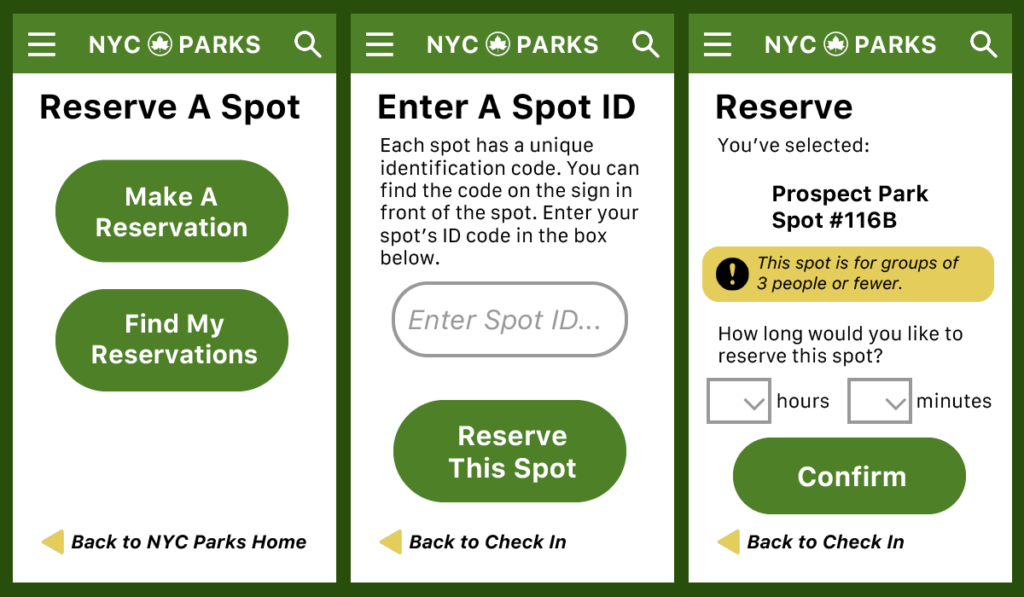 NYC PARKS
Reserve A Spot
Make A
Reservation
Find My
Reservations
Back to NYC Parks Home
NYC PARKS
Enter A Spot ID
Each spot has a unique
identification code. You can
find the code on the sign in
front of the spot. Enter your
spot’s ID code in the box
below.
Enter Spot ID...
Reserve
This Spot
Back to Check In
NYC PARKS
Reserve
You’ve selected:
Prospect Park
Spot #116B
This spot is for groups of
3 people or fewer.
How long would you like to
reserve this spot?
hours minutes
Confirm
Back to Check In